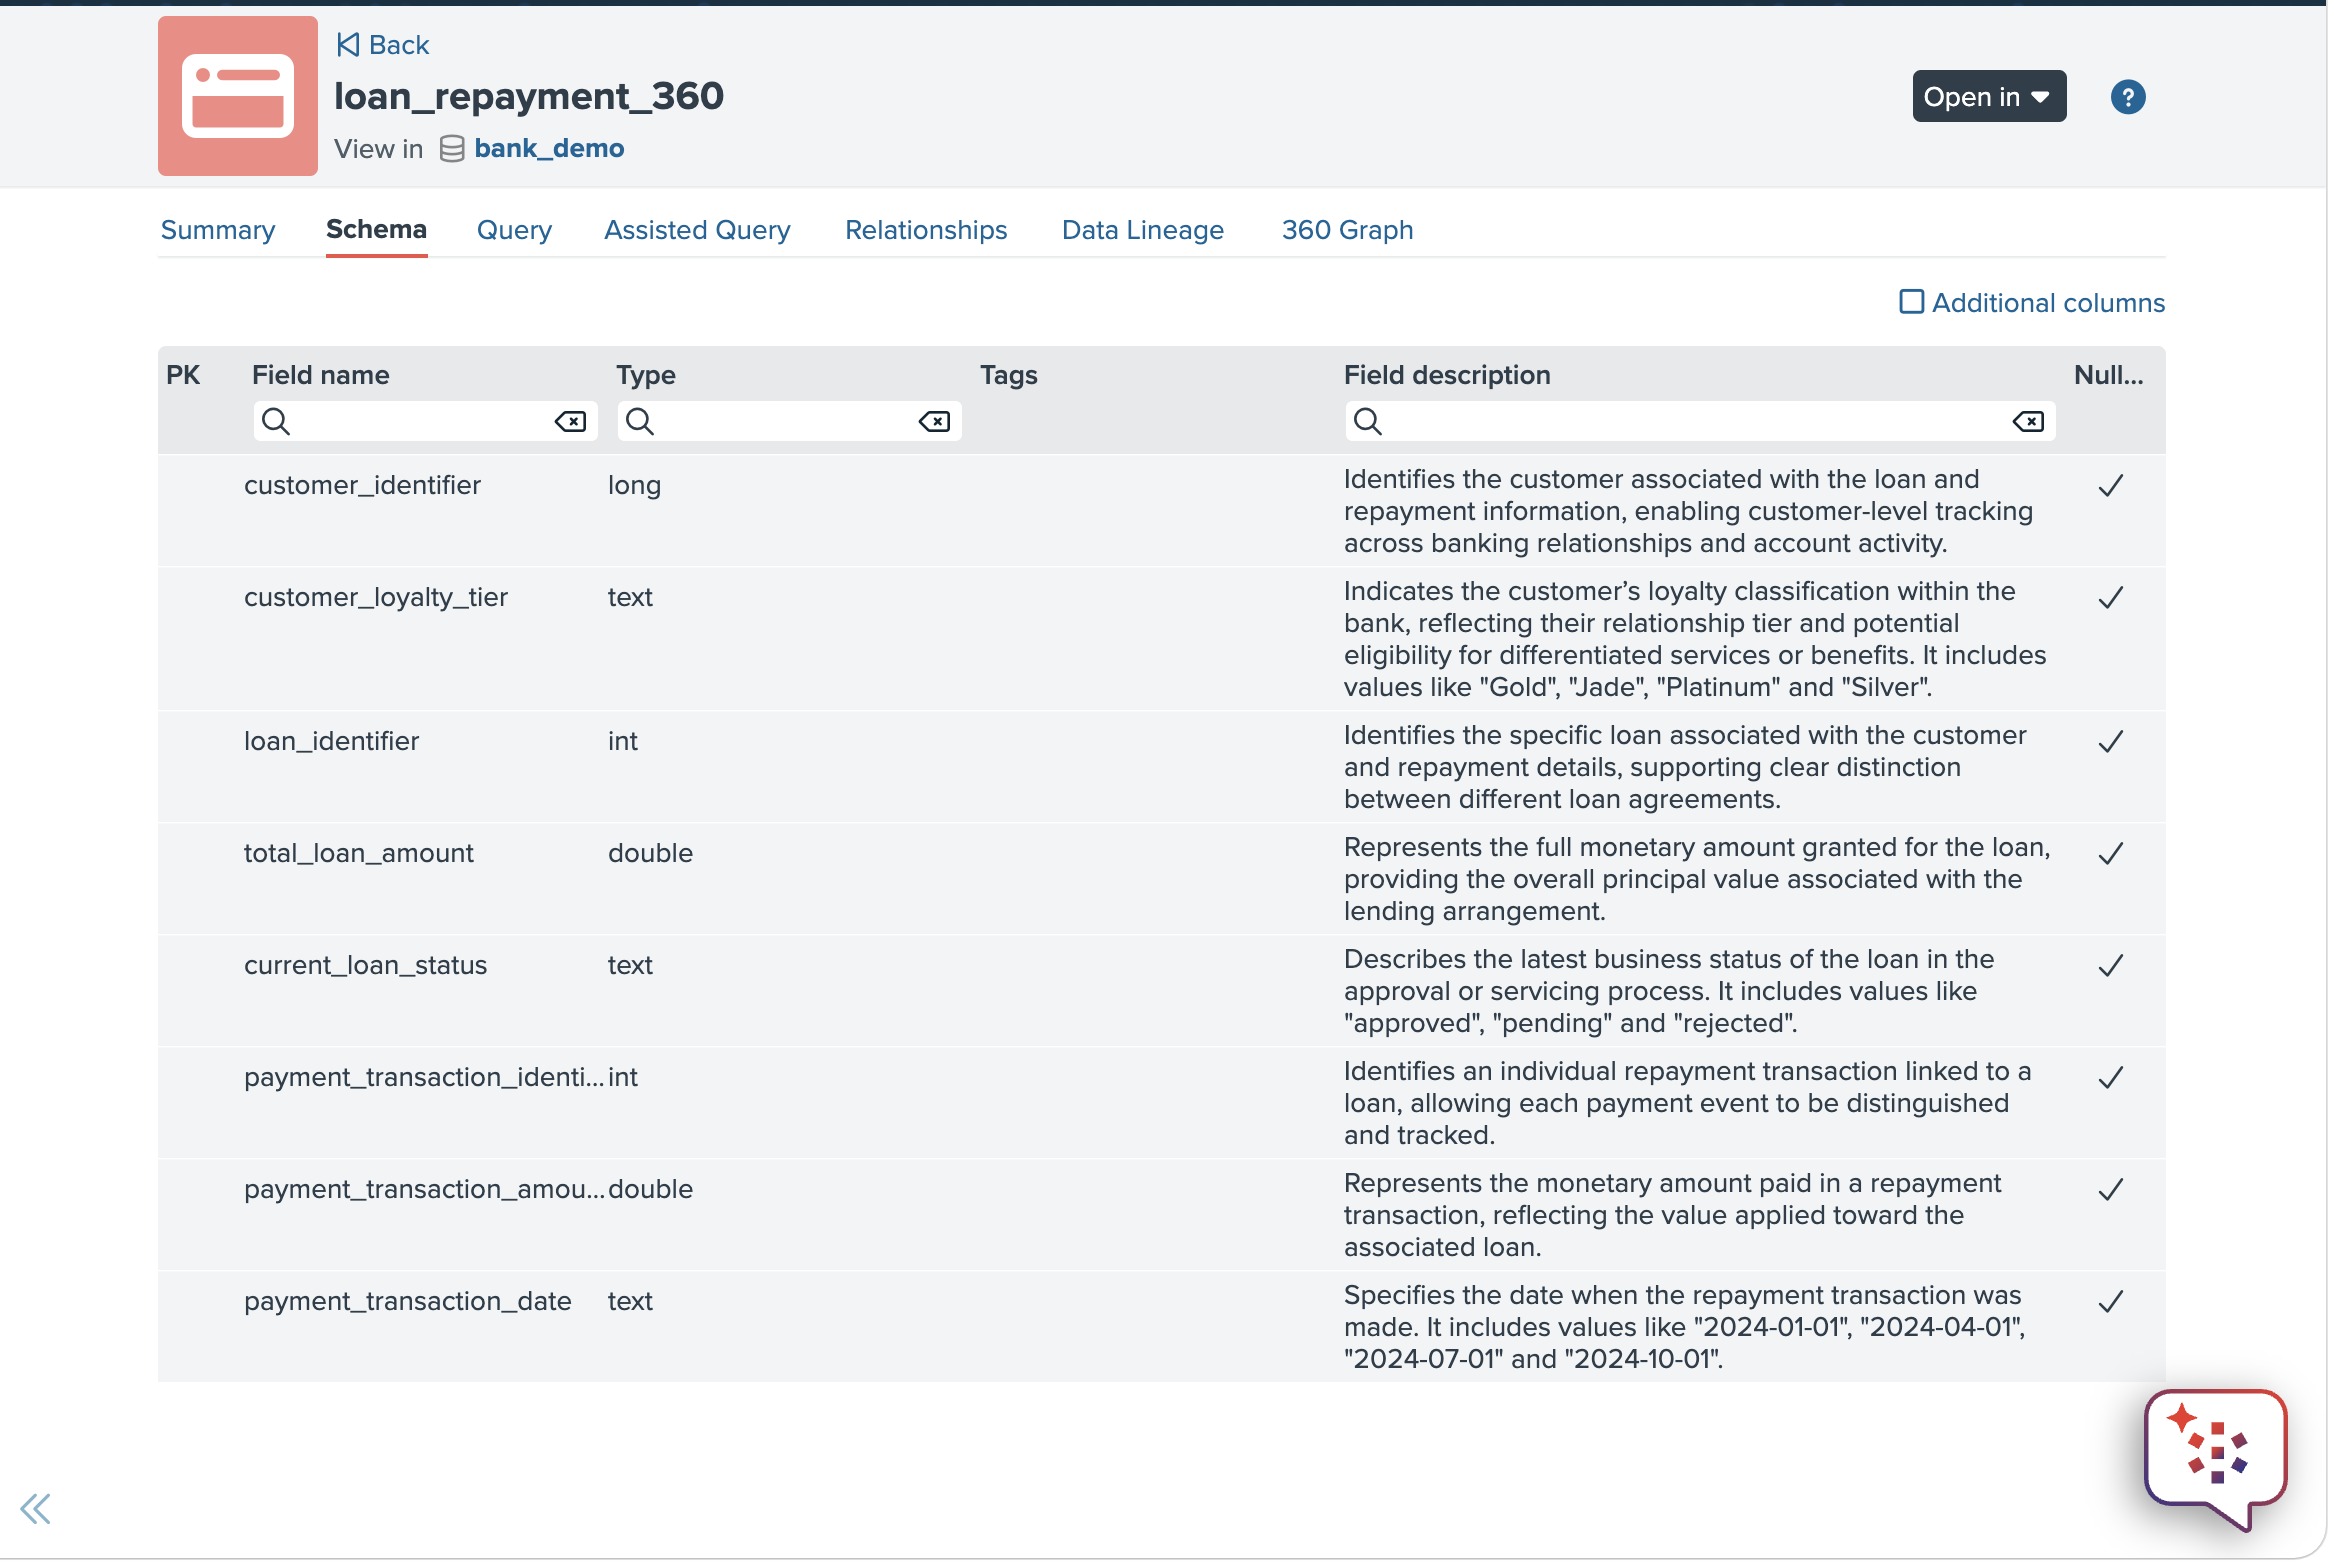 Back
loan_repayment_360
Open in
?
View in bank_demo
Summary Schema Query Assisted Query Relationships Data Lineage 360 Graph
Additional columns
PK Field name Type Tags Field description Null...
customer_identifier long Identifies the customer associated with the loan and
repayment information, enabling customer-level tracking
across banking relationships and account activity.
customer_loyalty_tier text Indicates the customer’s loyalty classification within the
bank, reflecting their relationship tier and potential
eligibility for differentiated services or benefits. It includes
values like "Gold", "Jade", "Platinum" and "Silver".
loan_identifier int Identifies the specific loan associated with the customer
and repayment details, supporting clear distinction
between different loan agreements.
total_loan_amount double Represents the full monetary amount granted for the loan,
providing the overall principal value associated with the
lending arrangement.
current_loan_status text Describes the latest business status of the loan in the
approval or servicing process. It includes values like
"approved", "pending" and "rejected".
payment_transaction_identi... int Identifies an individual repayment transaction linked to a
loan, allowing each payment event to be distinguished
and tracked.
payment_transaction_amou... double Represents the monetary amount paid in a repayment
transaction, reflecting the value applied toward the
associated loan.
payment_transaction_date text Specifies the date when the repayment transaction was
made. It includes values like "2024-01-01", "2024-04-01",
"2024-07-01" and "2024-10-01".